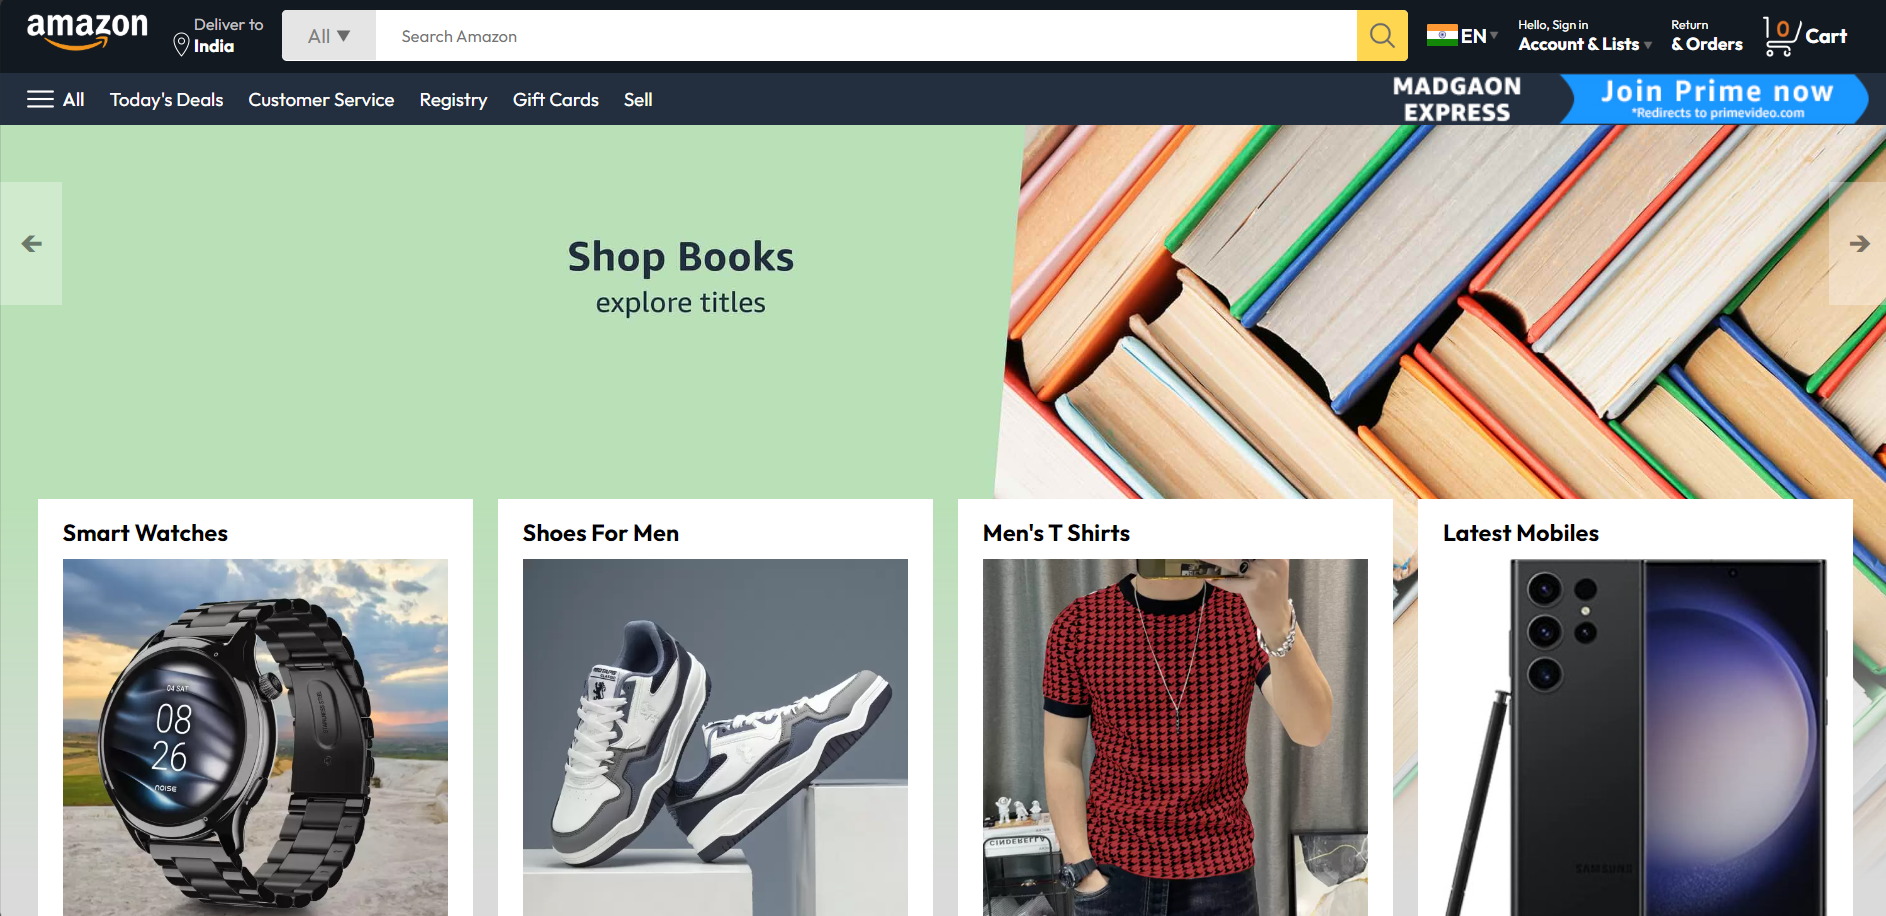 amazon
Deliver to
India
All ▼
Search Amazon
EN
Hello, Sign in
Account & Lists
Return
& Orders
0
Cart
All
Today's Deals
Customer Service
Registry
Gift Cards
Sell
MADGAON
EXPRESS
Join Prime now
*Redirects to primevideo.com
Shop Books
explore titles
Smart Watches
Shoes For Men
Men's T Shirts
Latest Mobiles
04 SAT
08
26
noise
CINDERELL
SAMSUNG